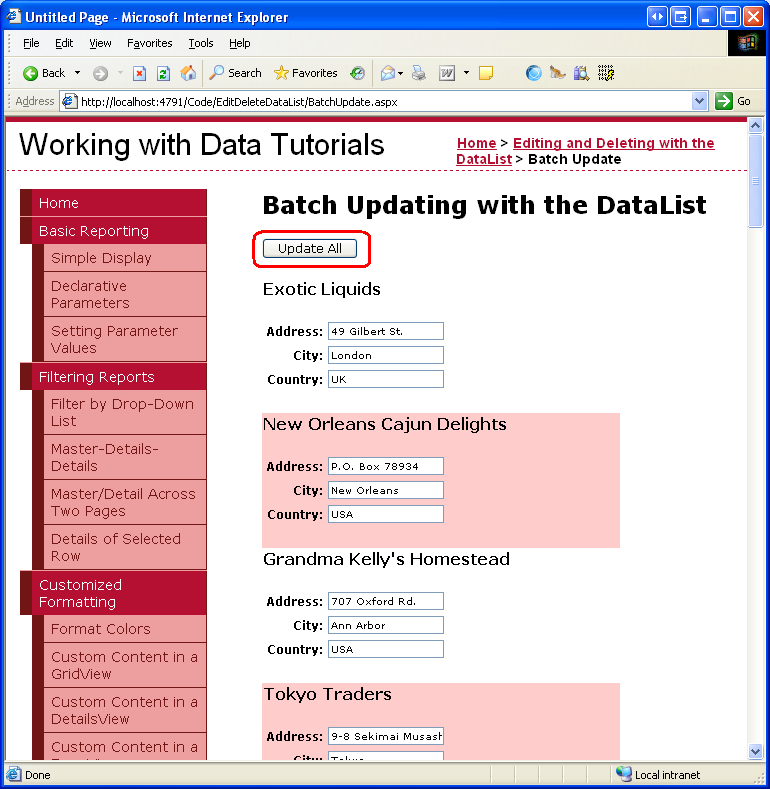 Untitled Page - Microsoft Internet Explorer
File Edit View Favorites Tools Help
Back Search Favorites
Address http://localhost:4791/Code/EditDeleteDataList/BatchUpdate.aspx Go
Working with Data Tutorials
Home > Editing and Deleting with the
DataList > Batch Update
Home
Basic Reporting
Simple Display
Declarative
Parameters
Setting Parameter
Values
Filtering Reports
Filter by Drop-Down
List
Master-Details-
Details
Master/Detail Across
Two Pages
Details of Selected
Row
Customized
Formatting
Format Colors
Custom Content in a
GridView
Custom Content in a
DetailsView
Custom Content in a
Batch Updating with the DataList
Update All
Exotic Liquids
Address: 49 Gilbert St.
City: London
Country: UK
New Orleans Cajun Delights
Address: P.O. Box 78934
City: New Orleans
Country: USA
Grandma Kelly's Homestead
Address: 707 Oxford Rd.
City: Ann Arbor
Country: USA
Tokyo Traders
Address: 9-8 Sekimai Musash
City: Tokyo
Done Local intranet